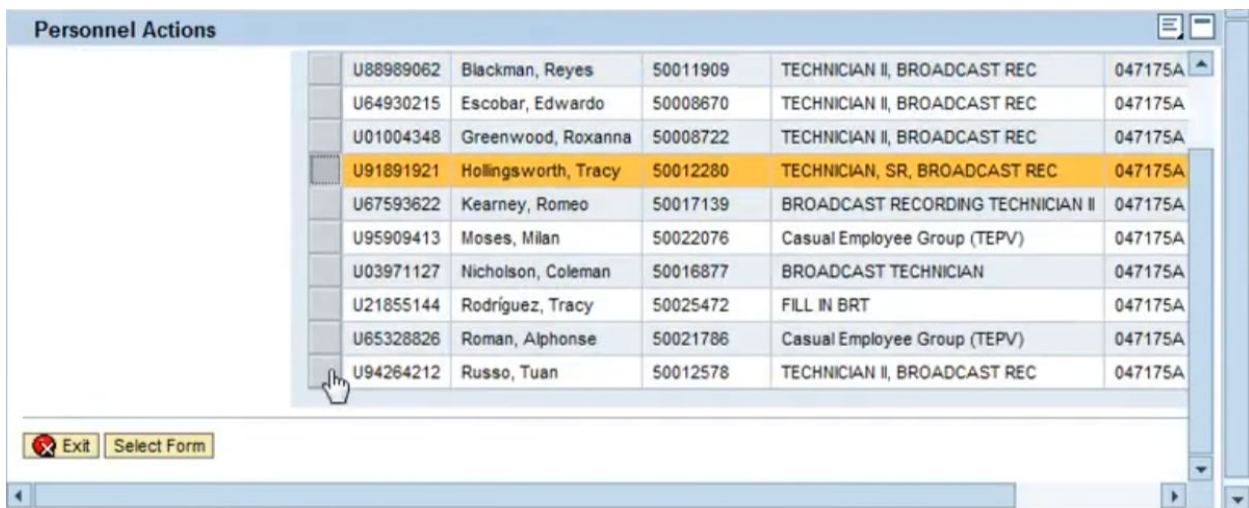 Personnel Actions
U88989062 Blackman, Reyes 50011909 TECHNICIAN II, BROADCAST REC 047175A
U64930215 Escobar, Edwardo 50008670 TECHNICIAN II, BROADCAST REC 047175A
U01004348 Greenwood, Roxanna 50008722 TECHNICIAN II, BROADCAST REC 047175A
U91891921 Hollingsworth, Tracy 50012280 TECHNICIAN, SR, BROADCAST REC 047175A
U67593622 Kearney, Romeo 50017139 BROADCAST RECORDING TECHNICIAN II 047175A
U95909413 Moses, Milan 50022076 Casual Employee Group (TEPV) 047175A
U03971127 Nicholson, Coleman 50016877 BROADCAST TECHNICIAN 047175A
U21855144 Rodríguez, Tracy 50025472 FILL IN BRT 047175A
U65328826 Roman, Alphonse 50021786 Casual Employee Group (TEPV) 047175A
U94264212 Russo, Tuan 50012578 TECHNICIAN II, BROADCAST REC 047175A
Exit Select Form